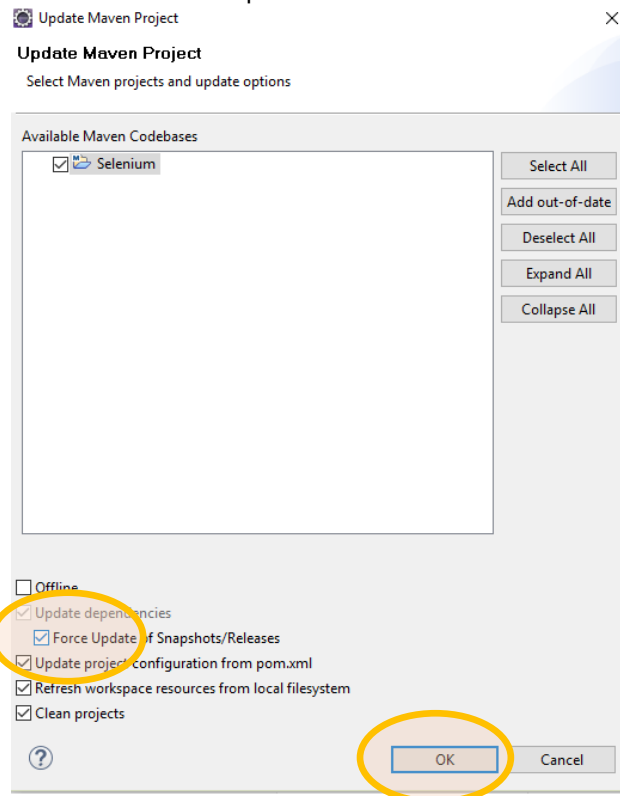 Update Maven Project
Update Maven Project
Select Maven projects and update options
Available Maven Codebases
Selenium
Select All
Add out-of-date
Deselect All
Expand All
Collapse All
Offline
Update dependencies
Force Update of Snapshots/Releases
Update project configuration from pom.xml
Refresh workspace resources from local filesystem
Clean projects
?
OK
Cancel